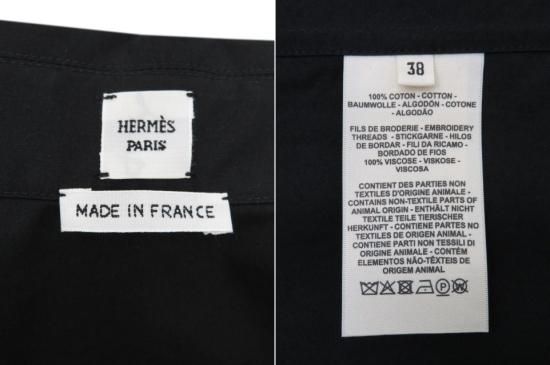 HERMÈS
PARIS
MADE IN FRANCE
38
100% COTON - COTTON -
BAUMWOLLE - ALGODÓN - COTONE
- ALGODÃO
FILS DE BRODERIE - EMBROIDERY
THREADS - STICKGARNE - HILOS
DE BORDAR - FILI DA RICAMO -
BORDADO DE FIOS
100% VISCOSE - VISKOSE -
VISCOSA
CONTIENT DES PARTIES NON
TEXTILES D'ORIGINE ANIMALE -
CONTAINS NON-TEXTILE PARTS OF
ANIMAL ORIGIN - ENTHÄLT NICHT
TEXTILE TEILE TIERISCHER
HERKUNFT - CONTIENE PARTES NO
TEXTILES DE ORIGEN ANIMAL -
CONTIENE PARTI NON TESSILI DI
ORIGINE ANIMALE - CONTÉM
ELEMENTOS NÃO-TÊXTEIS DE
ORIGEM ANIMAL